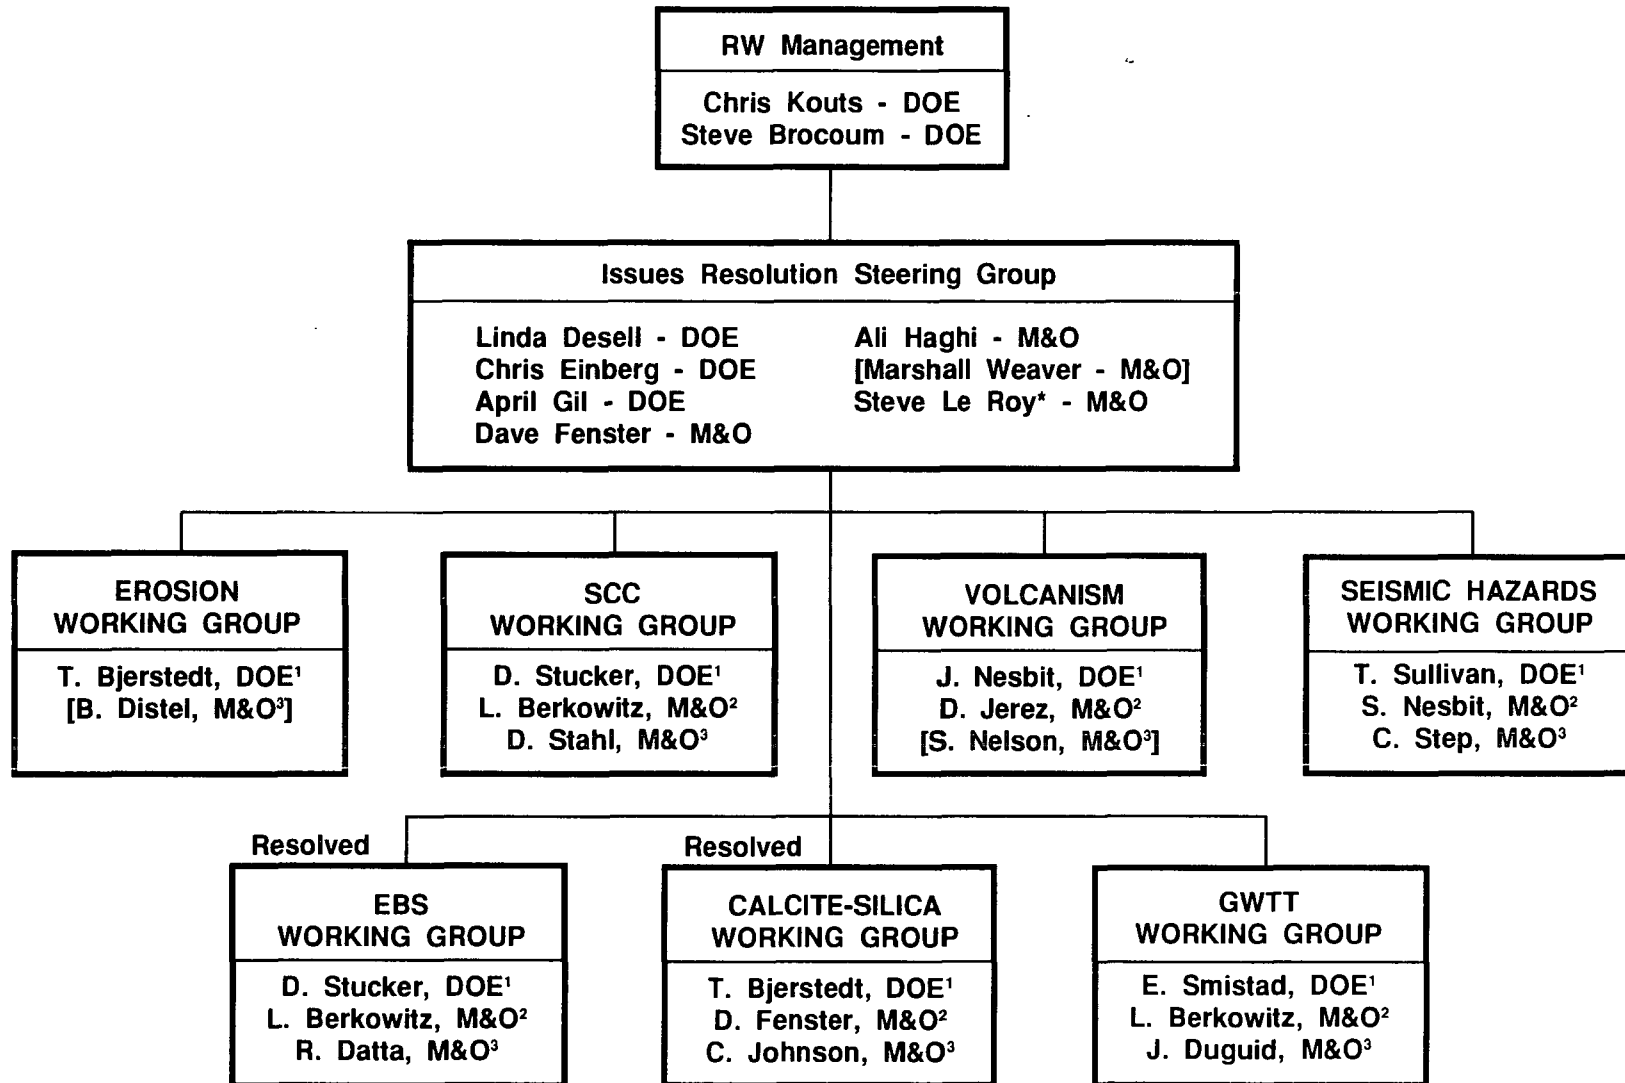 RW Management
Chris Kouts - DOE
Steve Brocoum - DOE
Issues Resolution Steering Group
Linda Desell - DOE
Chris Einberg - DOE
April Gil - DOE
Dave Fenster - M&O
Ali Haghi - M&O
[Marshall Weaver - M&O]
Steve Le Roy* - M&O
EROSION
WORKING GROUP
T. Bjerstedt, DOE¹
[B. Distel, M&O³]
SCC
WORKING GROUP
D. Stucker, DOE¹
L. Berkowitz, M&O²
D. Stahl, M&O³
VOLCANISM
WORKING GROUP
J. Nesbit, DOE¹
D. Jerez, M&O²
[S. Nelson, M&O³]
SEISMIC HAZARDS
WORKING GROUP
T. Sullivan, DOE¹
S. Nesbit, M&O²
C. Step, M&O³
Resolved
EBS
WORKING GROUP
D. Stucker, DOE¹
L. Berkowitz, M&O²
R. Datta, M&O³
Resolved
CALCITE-SILICA
WORKING GROUP
T. Bjerstedt, DOE¹
D. Fenster, M&O²
C. Johnson, M&O³
GWTT
WORKING GROUP
E. Smistad, DOE¹
L. Berkowitz, M&O²
J. Duguid, M&O³